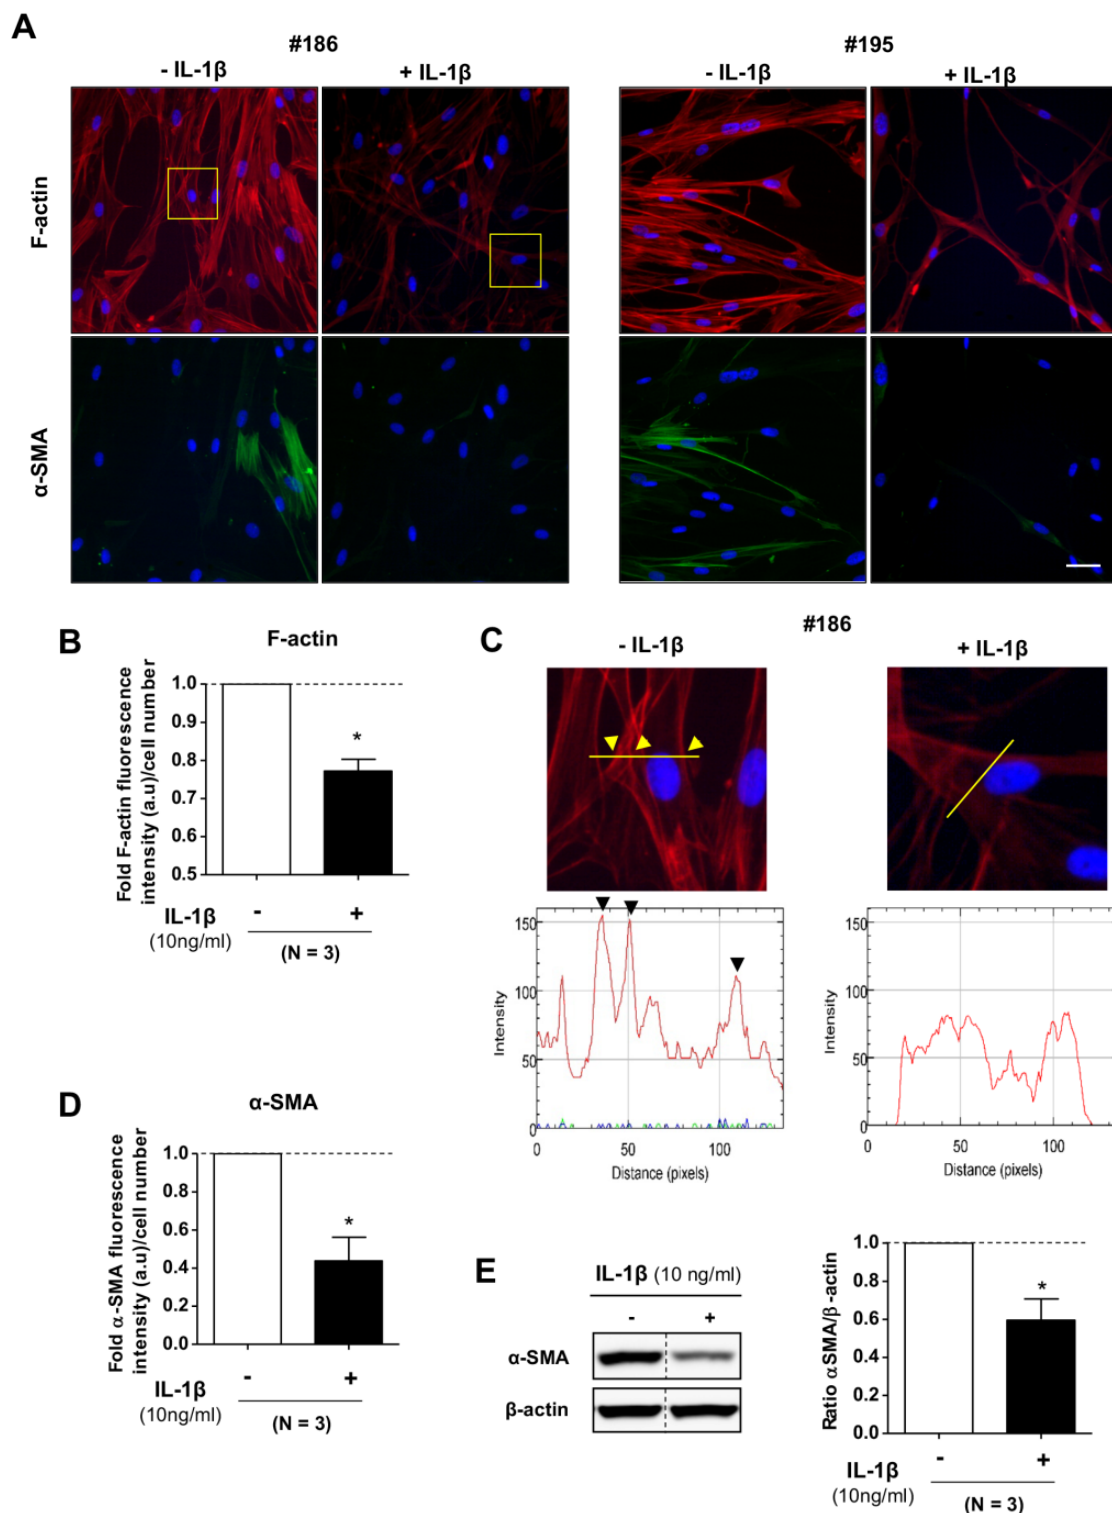 A
#186
#195
- IL-1β
+ IL-1β
- IL-1β
+ IL-1β
F-actin
α-SMA
B
F-actin
Fold F-actin fluorescence
intensity (a.u)/cell number
1.0
0.9
0.8
0.7
0.6
0.5
*
IL-1β
(10ng/ml)
-
+
(N = 3)
C
#186
- IL-1β
+ IL-1β
Intensity
150
100
50
0
0
50
100
Distance (pixels)
Intensity
150
100
50
0
0
50
100
Distance (pixels)
D
α-SMA
Fold α-SMA fluorescence
intensity (a.u)/cell number
1.0
0.8
0.6
0.4
0.2
0.0
*
IL-1β
(10ng/ml)
-
+
(N = 3)
E
IL-1β (10 ng/ml)
-
+
α-SMA
β-actin
Ratio αSMA/β-actin
1.0
0.8
0.6
0.4
0.2
0.0
*
IL-1β
(10ng/ml)
-
+
(N = 3)